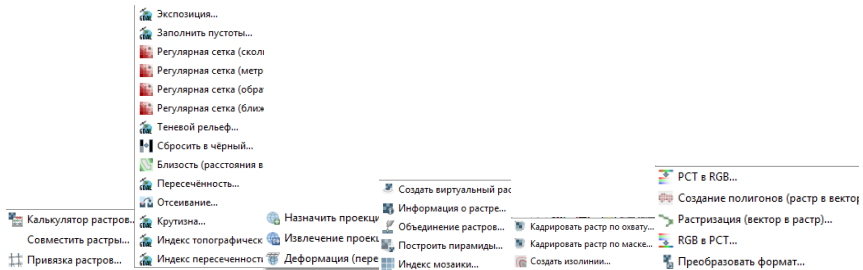 Калькулятор растров...
Совместить растры...
Привязка растров...
Экспозиция...
Заполнить пустоты...
Регулярная сетка (скол
Регулярная сетка (метр
Регулярная сетка (обра
Регулярная сетка (ближ
Теневой рельеф...
Сбросить в чёрный...
Близость (расстояния в
Пересечённость...
Отсеивание...
Крутизна...
Индекс топографическ
Индекс пересеченности
Назначить проекци
Извлечение проекц
Деформация (пере
Создать виртуальный рас
Информация о растре...
Объединение растров...
Построить пирамиды...
Индекс мозаики...
Кадрировать растр по охвату...
Кадрировать растр по маске...
Создать изолинии...
PCT в RGB...
Создание полигонов (растр в вектор
Растризация (вектор в растр)...
RGB в PCT...
Преобразовать формат...